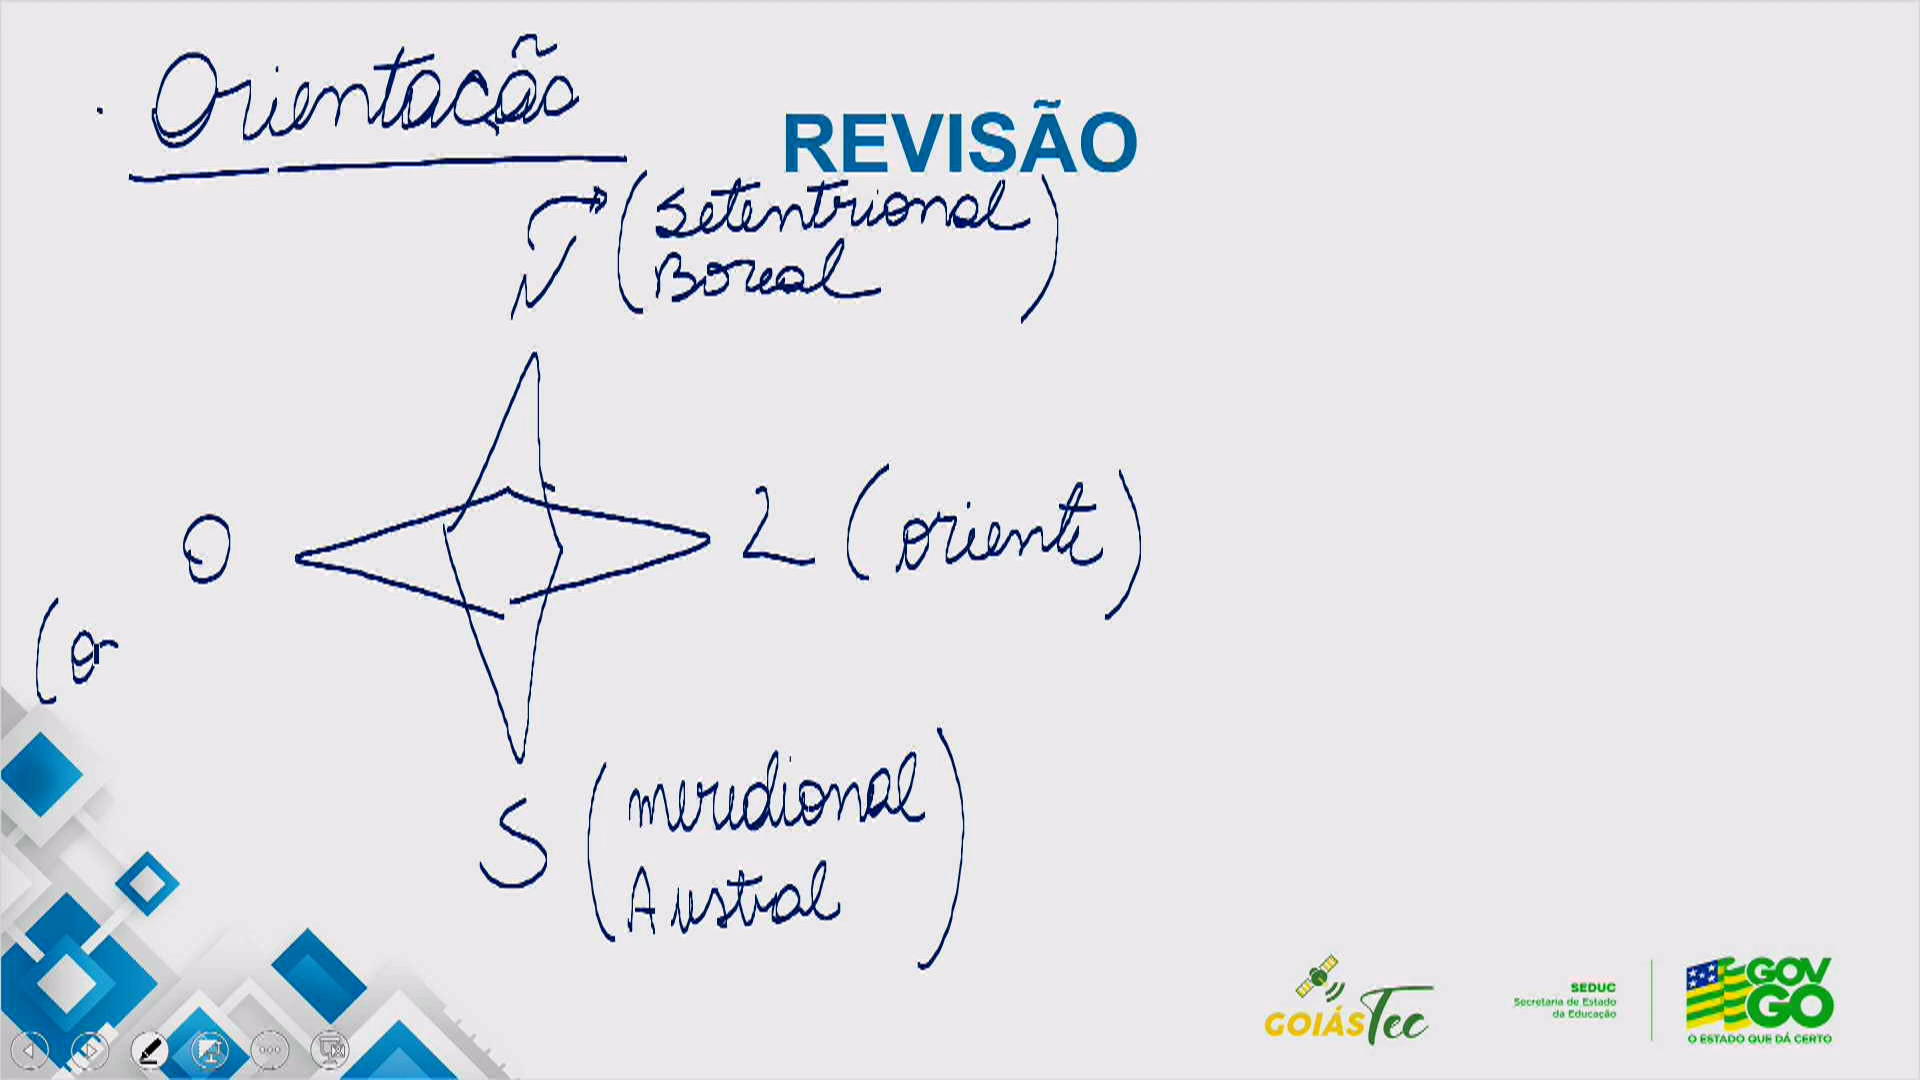 Orientação
REVISÃO
N (Setentrional
Boreal)
O
L (oriente)
(o
S (meridional
Austral)
GOIÁSTec
SEDUC
Secretaria de Estado
da Educação
GOV
GO
O ESTADO QUE DÁ CERTO